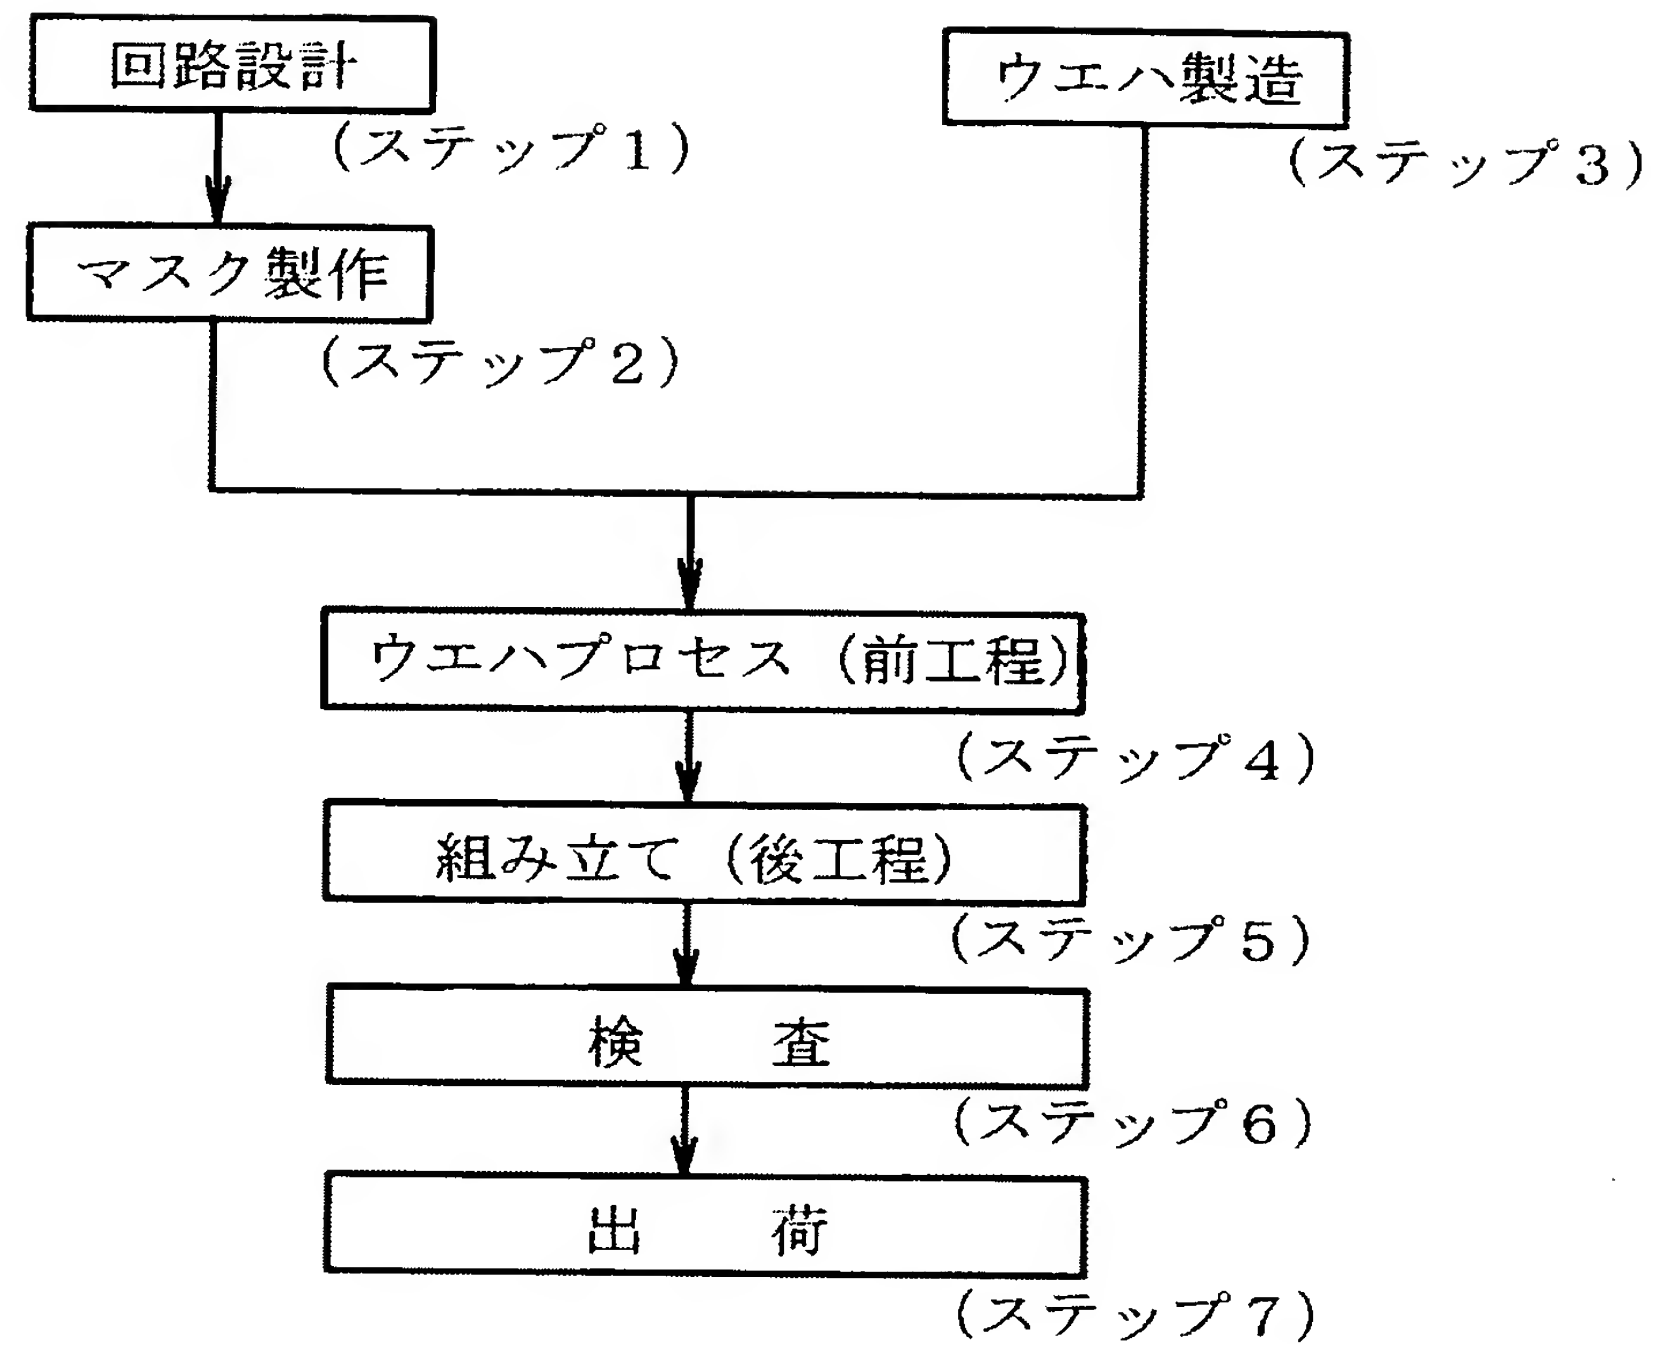 回路設計
(ステップ1)
ウエハ製造
(ステップ3)
マスク製作
(ステップ2)
ウエハプロセス (前工程)
(ステップ4)
組み立て (後工程)
(ステップ5)
検 査
(ステップ6)
出 荷
(ステップ7)